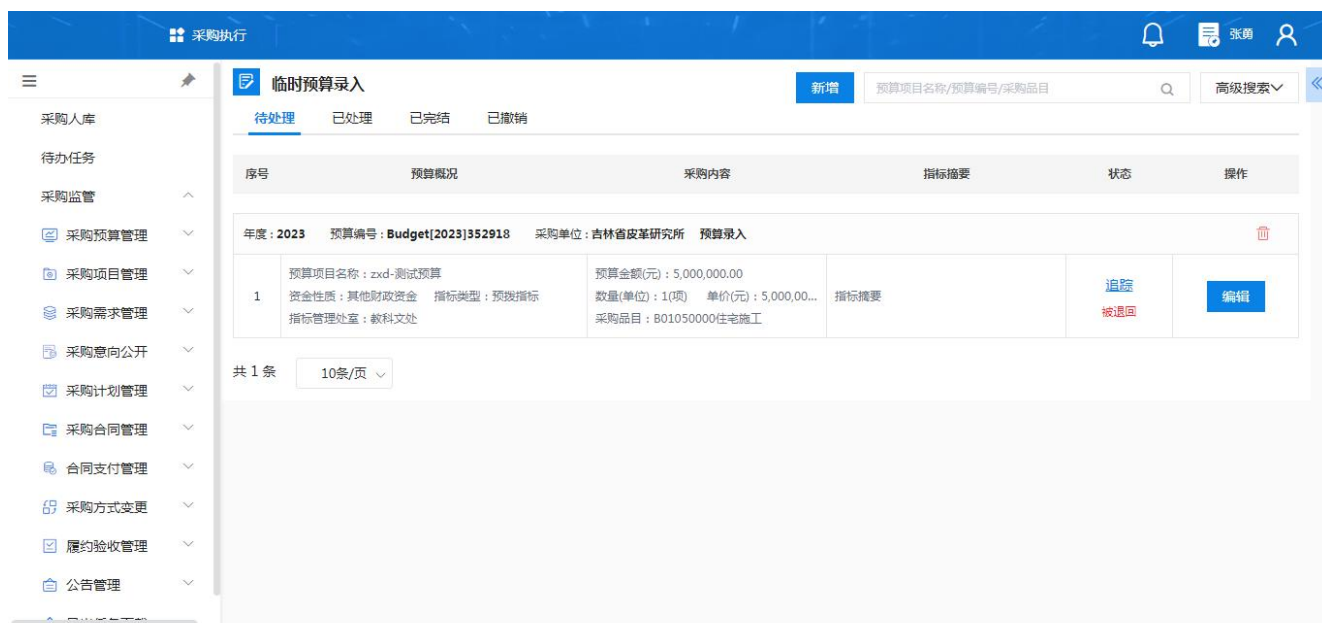 采购执行
张勇
采购人库
待办任务
采购监管
采购预算管理
采购项目管理
采购需求管理
采购意向公开
采购计划管理
采购合同管理
合同支付管理
采购方式变更
履约验收管理
公告管理
临时预算录入
新增
预算项目名称/预算编号/采购品目
高级搜索
待处理 已处理 已完结 已撤销
序号 预算概况 采购内容 指标摘要 状态 操作
年度：2023 预算编号：Budget[2023]352918 采购单位：吉林省皮革研究所 预算录入
1
预算项目名称：zxd-测试预算
资金性质：其他财政资金 指标类型：预拨指标
指标管理处室：教科文处
预算金额(元)：5,000,000.00
数量(单位)：1(项) 单价(元)：5,000,00...
采购品目：B01050000住宅施工
指标摘要
追踪
被退回
编辑
共 1 条 10条/页